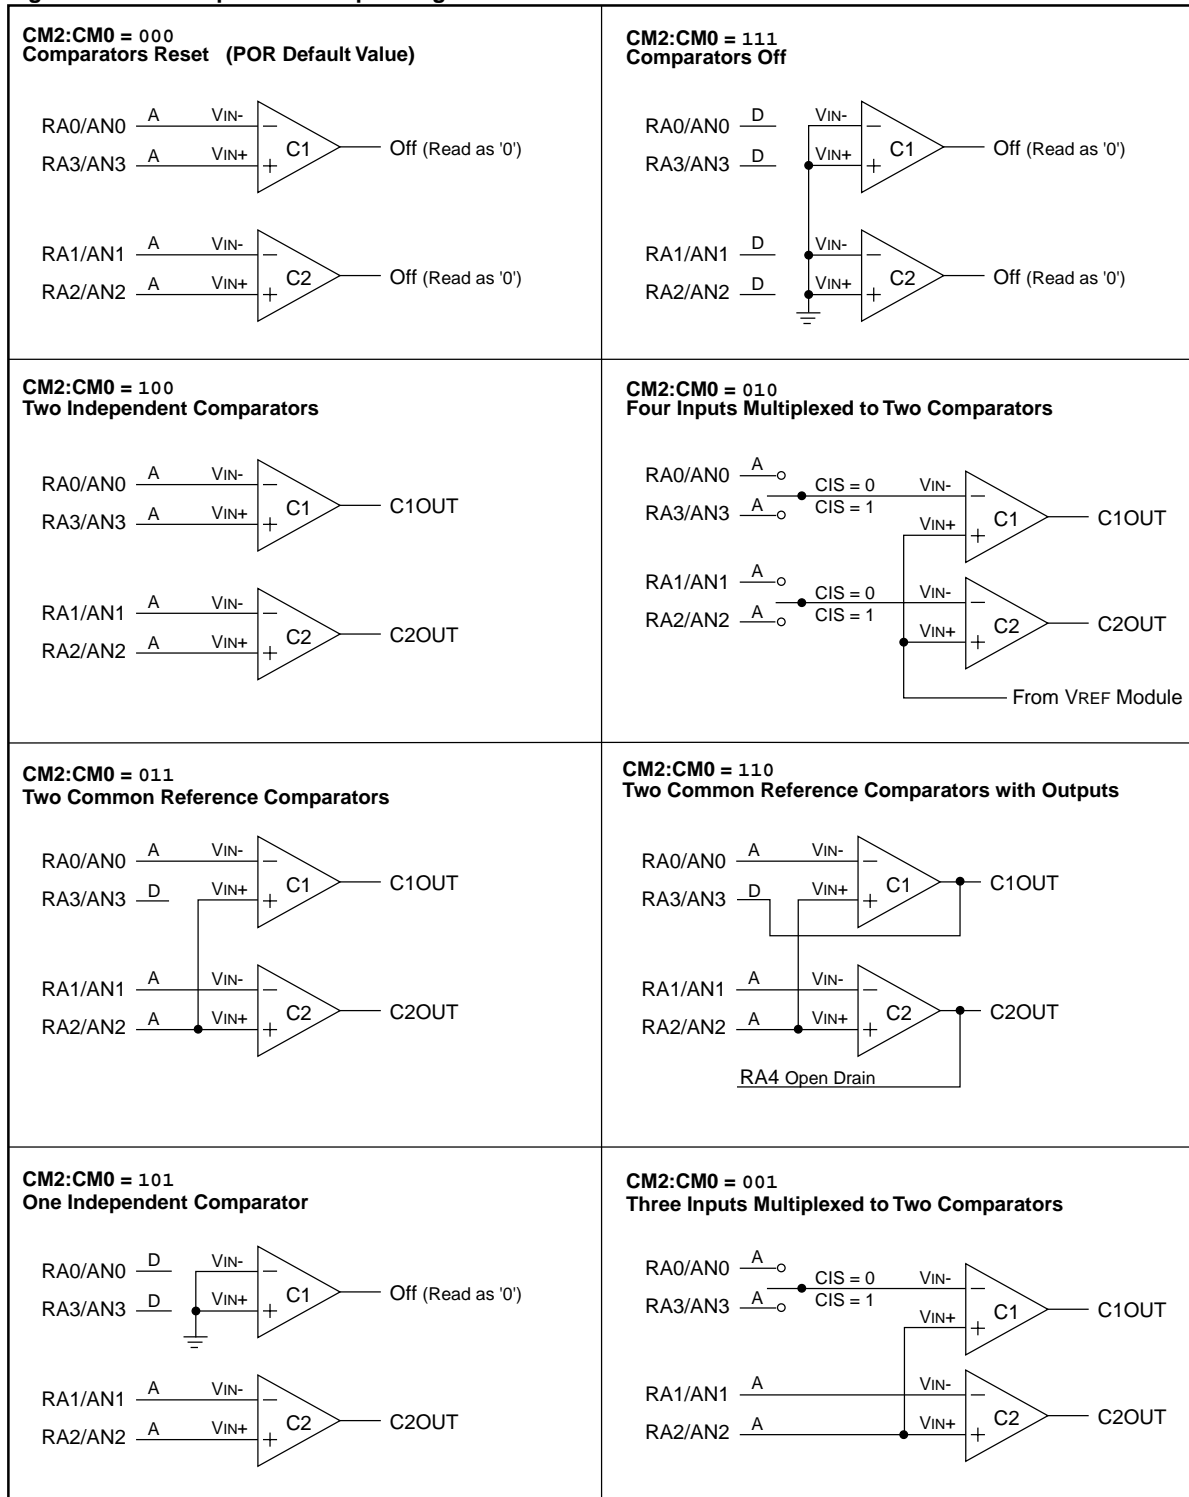 CM2:CM0 = 000
Comparators Reset (POR Default Value)
RA0/AN0 A VIN- −
RA3/AN3 A VIN+ +
C1
Off (Read as '0')
RA1/AN1 A VIN- −
RA2/AN2 A VIN+ +
C2
Off (Read as '0')
CM2:CM0 = 111
Comparators Off
RA0/AN0 D VIN- −
RA3/AN3 D VIN+ +
C1
Off (Read as '0')
RA1/AN1 D VIN- −
RA2/AN2 D VIN+ +
C2
Off (Read as '0')
CM2:CM0 = 100
Two Independent Comparators
RA0/AN0 A VIN- −
RA3/AN3 A VIN+ +
C1
C1OUT
RA1/AN1 A VIN- −
RA2/AN2 A VIN+ +
C2
C2OUT
CM2:CM0 = 010
Four Inputs Multiplexed to Two Comparators
RA0/AN0 A CIS = 0 VIN- −
RA3/AN3 A CIS = 1 VIN+ +
C1
C1OUT
RA1/AN1 A CIS = 0 VIN- −
RA2/AN2 A CIS = 1 VIN+ +
C2
C2OUT
From VREF Module
CM2:CM0 = 011
Two Common Reference Comparators
RA0/AN0 A VIN- −
RA3/AN3 D VIN+ +
C1
C1OUT
RA1/AN1 A VIN- −
RA2/AN2 A VIN+ +
C2
C2OUT
CM2:CM0 = 110
Two Common Reference Comparators with Outputs
RA0/AN0 A VIN- −
RA3/AN3 D VIN+ +
C1
C1OUT
RA1/AN1 A VIN- −
RA2/AN2 A VIN+ +
C2
C2OUT
RA4 Open Drain
CM2:CM0 = 101
One Independent Comparator
RA0/AN0 D VIN- −
RA3/AN3 D VIN+ +
C1
Off (Read as '0')
RA1/AN1 A VIN- −
RA2/AN2 A VIN+ +
C2
C2OUT
CM2:CM0 = 001
Three Inputs Multiplexed to Two Comparators
RA0/AN0 A CIS = 0 VIN- −
RA3/AN3 A CIS = 1 VIN+ +
C1
C1OUT
RA1/AN1 A VIN- −
RA2/AN2 A VIN+ +
C2
C2OUT